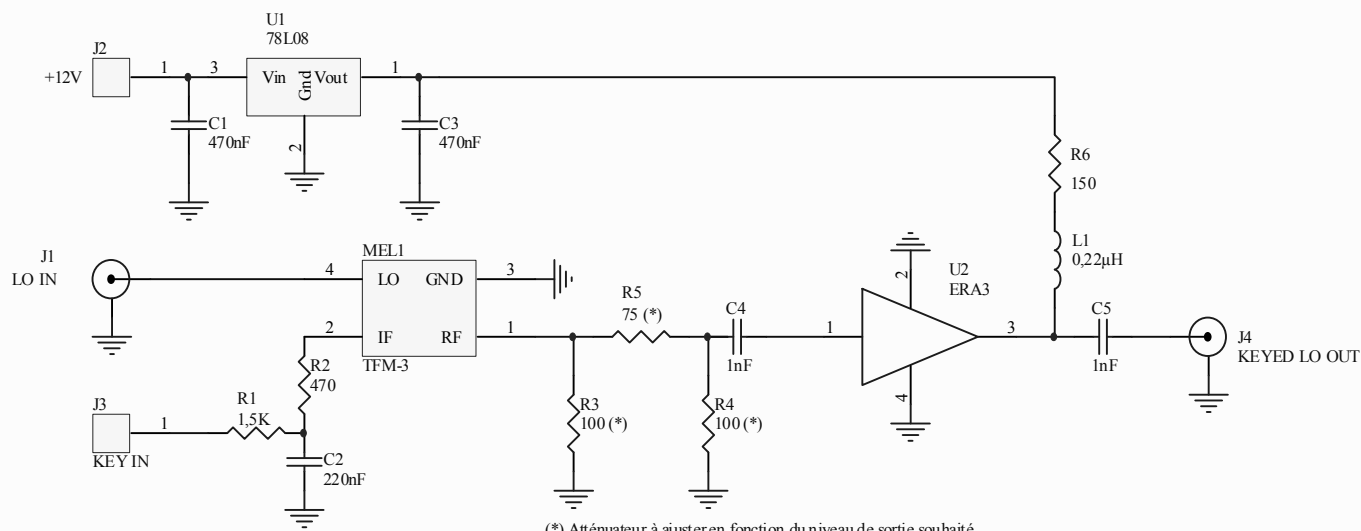 U1
78L08
J2
+12V
1
3
Vin
Gnd
Vout
1
2
C1
470nF
C3
470nF
R6
150
L1
0,22µH
J1
LO IN
MEL1
4
LO
GND
3
2
IF
RF
1
TFM-3
R5
75 (*)
C4
1nF
1
U2
ERA3
2
3
4
C5
1nF
J4
KEYED LO OUT
R2
470
R1
1,5K
J3
1
KEY IN
C2
220nF
R3
100 (*)
R4
100 (*)
(*) Atténuateur à ajuster en fonction du niveau de sortie souhaité